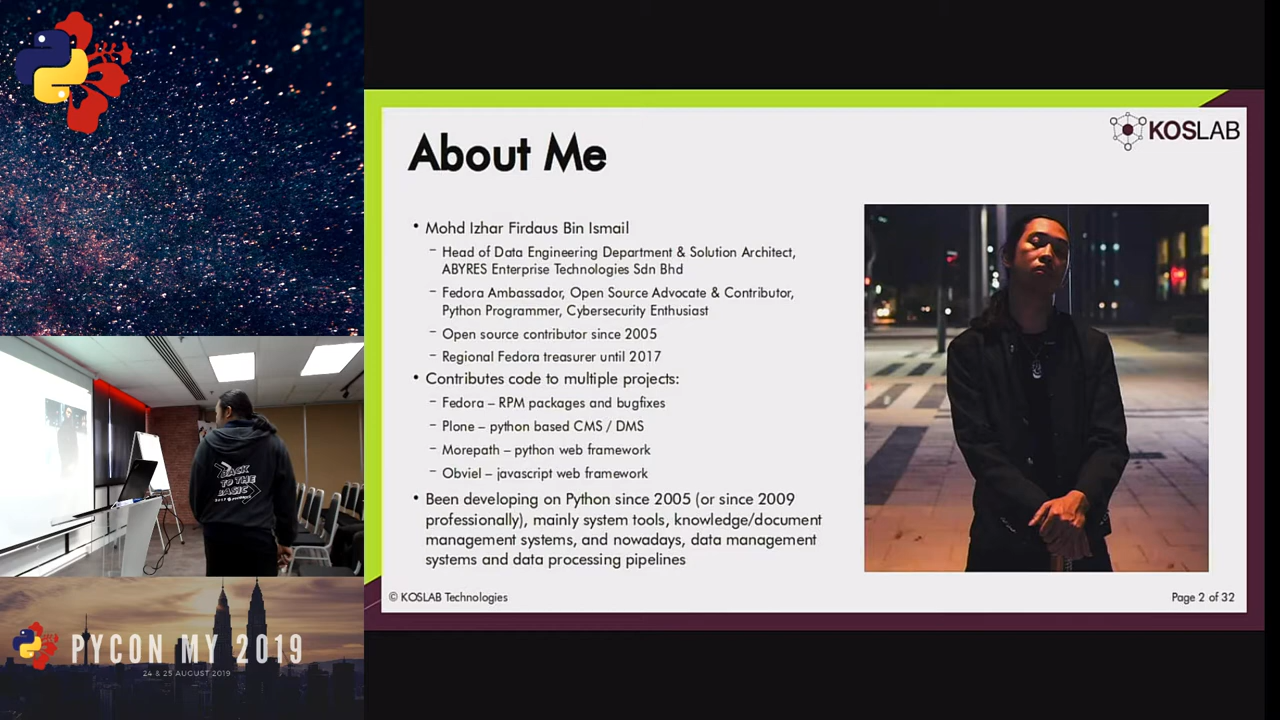 KOSLAB
About Me
• Mohd Izhar Firdaus Bin Ismail
– Head of Data Engineering Department & Solution Architect,
ABYRES Enterprise Technologies Sdn Bhd
– Fedora Ambassador, Open Source Advocate & Contributor,
Python Programmer, Cybersecurity Enthusiast
– Open source contributor since 2005
– Regional Fedora treasurer until 2017
• Contributes code to multiple projects:
– Fedora – RPM packages and bugfixes
– Plone – python based CMS / DMS
– Morepath – python web framework
– Obviel – javascript web framework
• Been developing on Python since 2005 (or since 2009
professionally), mainly system tools, knowledge/document
management systems, and nowadays, data management
systems and data processing pipelines
© KOSLAB Technologies
Page 2 of 32
BACK
TO THE
BASIC
PYCON MY 2019
24 & 25 AUGUST 2019